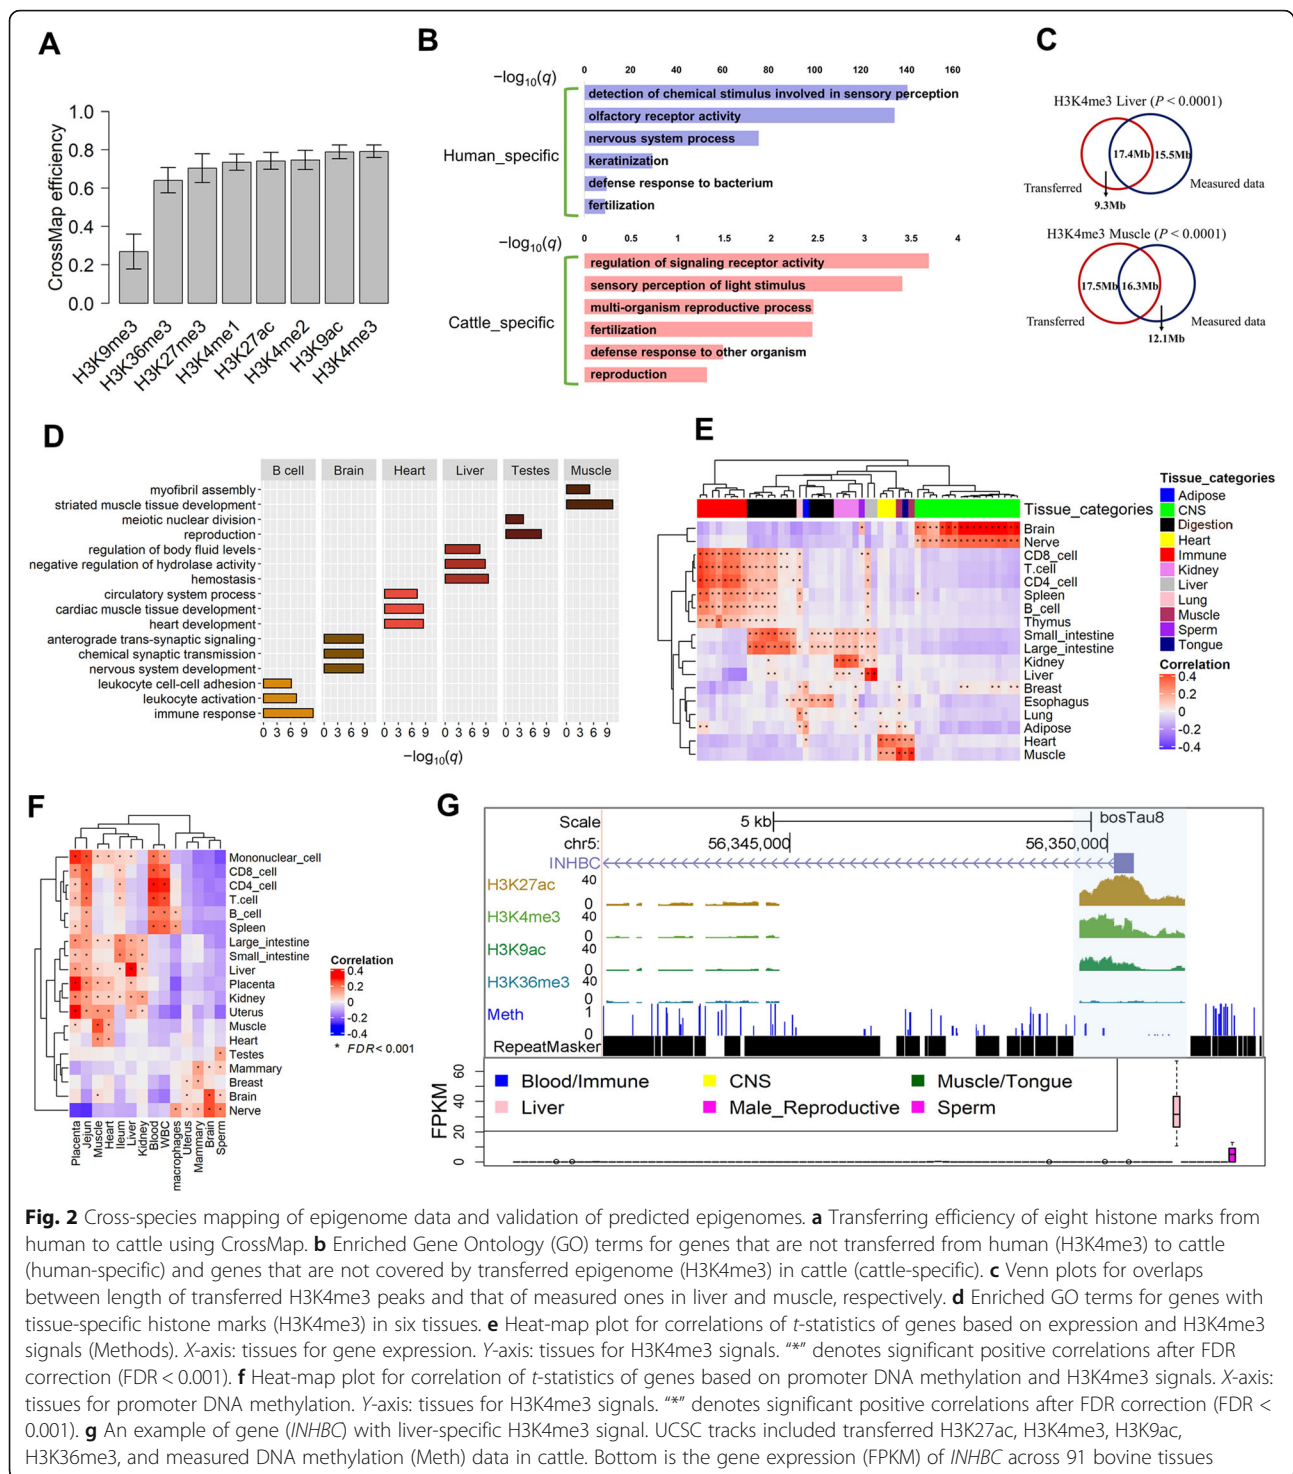 A
CrossMap efficiency
1.0
0.8
0.6
0.4
0.2
0.0
H3K9me3
H3K36me3
H3K27me3
H3K4me1
H3K27ac
H3K4me2
H3K9ac
H3K4me3
B
−log10(q)
0 20 40 60 80 100 120 140 160
Human_specific
detection of chemical stimulus involved in sensory perception
olfactory receptor activity
nervous system process
keratinization
defense response to bacterium
fertilization
−log10(q)
0 0.5 1 1.5 2 2.5 3 3.5 4
Cattle_specific
regulation of signaling receptor activity
sensory perception of light stimulus
multi-organism reproductive process
fertilization
defense response to other organism
reproduction
C
H3K4me3 Liver (P < 0.0001)
17.4Mb 15.5Mb
Transferred Measured data
9.3Mb
H3K4me3 Muscle (P < 0.0001)
17.5Mb 16.3Mb
Transferred Measured data
12.1Mb
D
B cell Brain Heart Liver Testes Muscle
myofibril assembly
striated muscle tissue development
meiotic nuclear division
reproduction
regulation of body fluid levels
negative regulation of hydrolase activity
hemostasis
circulatory system process
cardiac muscle tissue development
heart development
anterograde trans-synaptic signaling
chemical synaptic transmission
nervous system development
leukocyte cell-cell adhesion
leukocyte activation
immune response
0 3 6 9 0 3 6 9 0 3 6 9 0 3 6 9 0 3 6 9 0 3 6 9
−log10(q)
E
Tissue_categories
Brain
Nerve
CD8_cell
T.cell
CD4_cell
Spleen
B_cell
Thymus
Small_intestine
Large_intestine
Kidney
Liver
Breast
Esophagus
Lung
Adipose
Heart
Muscle
Tissue_categories
Adipose
CNS
Digestion
Heart
Immune
Kidney
Liver
Lung
Muscle
Sperm
Tongue
Correlation
0.4
0.2
0
-0.2
-0.4
F
Mononuclear_cell
CD8_cell
CD4_cell
T.cell
B_cell
Spleen
Large_intestine
Small_intestine
Liver
Placenta
Kidney
Uterus
Muscle
Heart
Testes
Mammary
Breast
Brain
Nerve
Placenta
Jejun
Muscle
Heart
Ileum
Liver
Kidney
Blood
WBC
macrophages
Uterus
Mammary
Brain
Sperm
Correlation
0.4
0.2
0
-0.2
-0.4
* FDR < 0.001
G
Scale 5 kb bosTau8
chr5: 56,345,000 56,350,000
INHBC
H3K27ac 40
0
H3K4me3 40
0
H3K9ac 40
0
H3K36me3 40
0
Meth 1
0
RepeatMasker
FPKM
60
40
20
0
Blood/Immune CNS Muscle/Tongue
Liver Male_Reproductive Sperm
Fig. 2 Cross-species mapping of epigenome data and validation of predicted epigenomes. a Transferring efficiency of eight histone marks from
human to cattle using CrossMap. b Enriched Gene Ontology (GO) terms for genes that are not transferred from human (H3K4me3) to cattle
(human-specific) and genes that are not covered by transferred epigenome (H3K4me3) in cattle (cattle-specific). c Venn plots for overlaps
between length of transferred H3K4me3 peaks and that of measured ones in liver and muscle, respectively. d Enriched GO terms for genes with
tissue-specific histone marks (H3K4me3) in six tissues. e Heat-map plot for correlations of t-statistics of genes based on expression and H3K4me3
signals (Methods). X-axis: tissues for gene expression. Y-axis: tissues for H3K4me3 signals. “*” denotes significant positive correlations after FDR
correction (FDR < 0.001). f Heat-map plot for correlation of t-statistics of genes based on promoter DNA methylation and H3K4me3 signals. X-axis:
tissues for promoter DNA methylation. Y-axis: tissues for H3K4me3 signals. “*” denotes significant positive correlations after FDR correction (FDR <
0.001). g An example of gene (INHBC) with liver-specific H3K4me3 signal. UCSC tracks included transferred H3K27ac, H3K4me3, H3K9ac,
H3K36me3, and measured DNA methylation (Meth) data in cattle. Bottom is the gene expression (FPKM) of INHBC across 91 bovine tissues